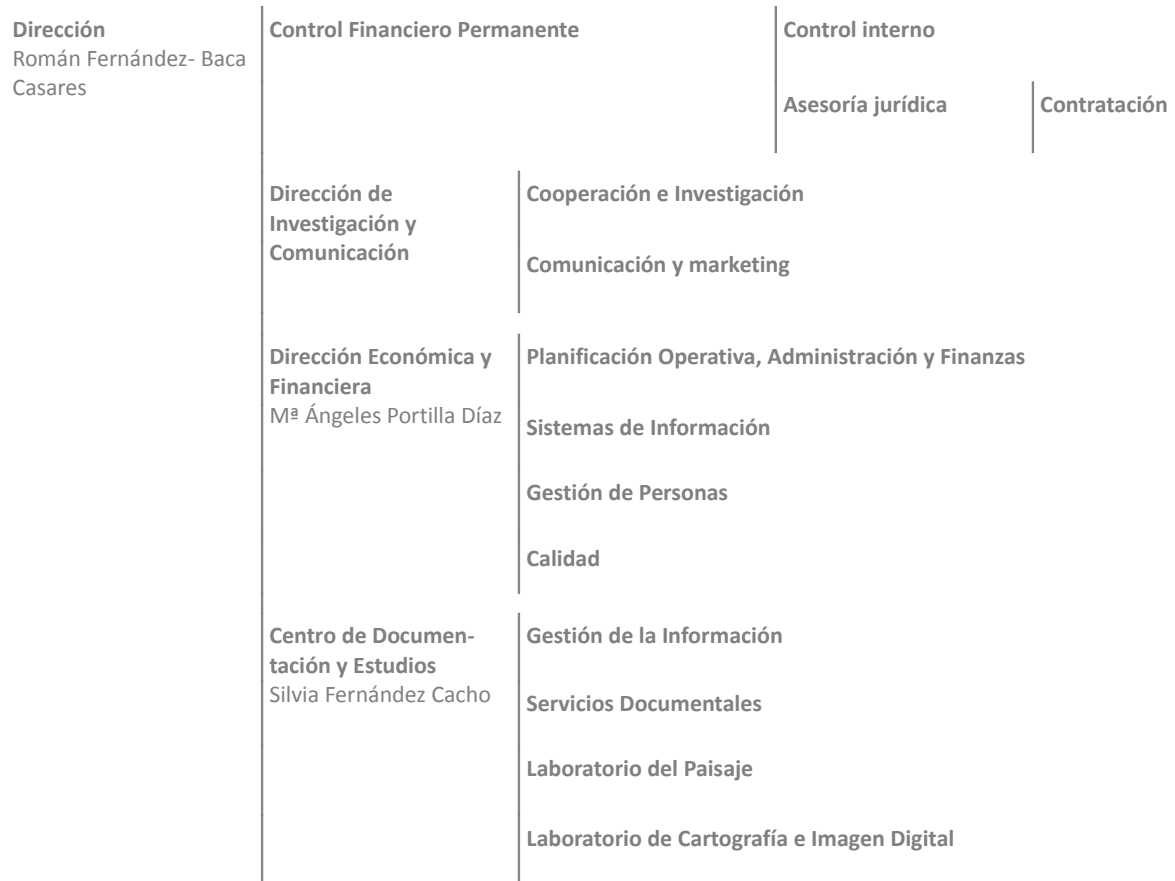 Dirección
Román Fernández- Baca
Casares
Control Financiero Permanente
Control interno
Asesoría jurídica
Contratación
Dirección de
Investigación y
Comunicación
Cooperación e Investigación
Comunicación y marketing
Dirección Económica y
Financiera
Mª Ángeles Portilla Díaz
Planificación Operativa, Administración y Finanzas
Sistemas de Información
Gestión de Personas
Calidad
Centro de Documen-
tación y Estudios
Silvia Fernández Cacho
Gestión de la Información
Servicios Documentales
Laboratorio del Paisaje
Laboratorio de Cartografía e Imagen Digital